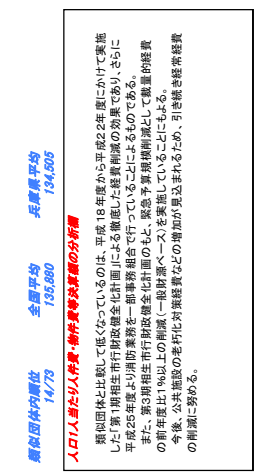 類似団体内順位 全国平均 兵庫県平均
14/73 135,680 134,505
人口1人当たり人件費・物件費等決算額の分析欄
類似団体と比較して低くなっているのは、平成18年度から平成22年度にかけて実施
した「第1期相生市行財政健全化計画」による徹底した経費削減の効果であり、さらに
平成25年度より消防業務を一部事務組合で行っていることによるものである。
また、第3期相生市行財政健全化計画のもと、緊急予算規模削減として裁量的経費
の前年度比1%以上の削減（一般財源ベース）を実施していることにもよる。
今後、公共施設の老朽化対策経費などの増加が見込まれるため、引き続き経常経費
の削減に努める。